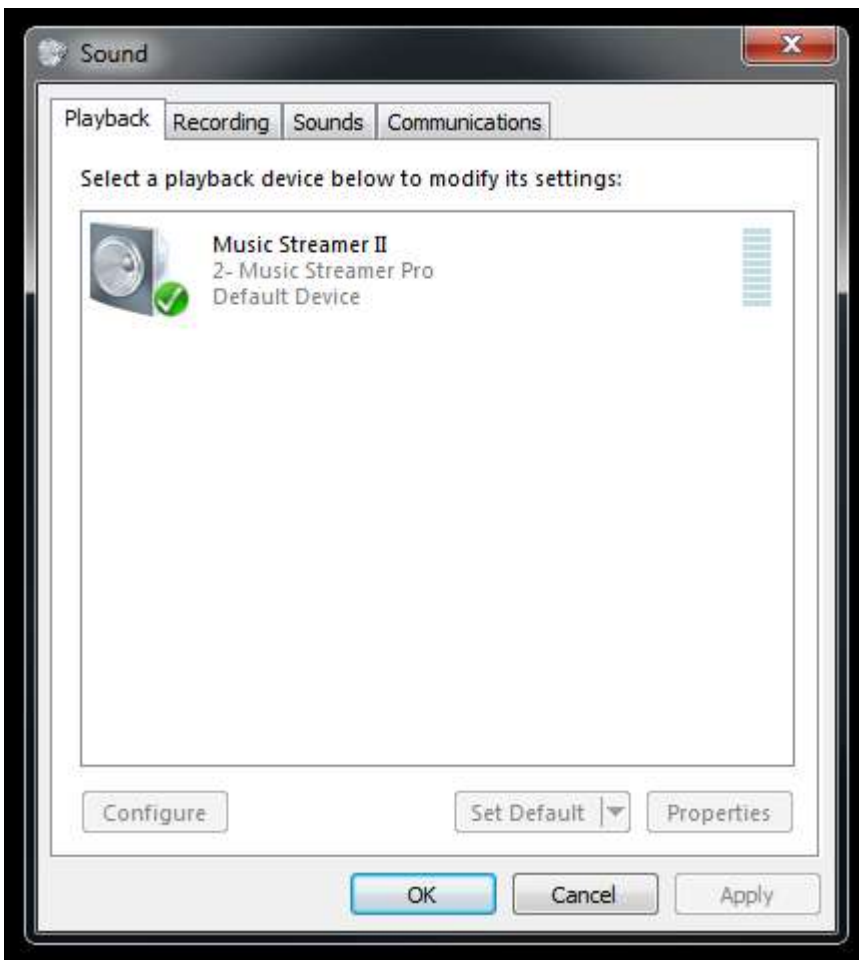 Sound
Playback Recording Sounds Communications
Select a playback device below to modify its settings:
Music Streamer II
2- Music Streamer Pro
Default Device
Configure Set Default Properties
OK Cancel Apply